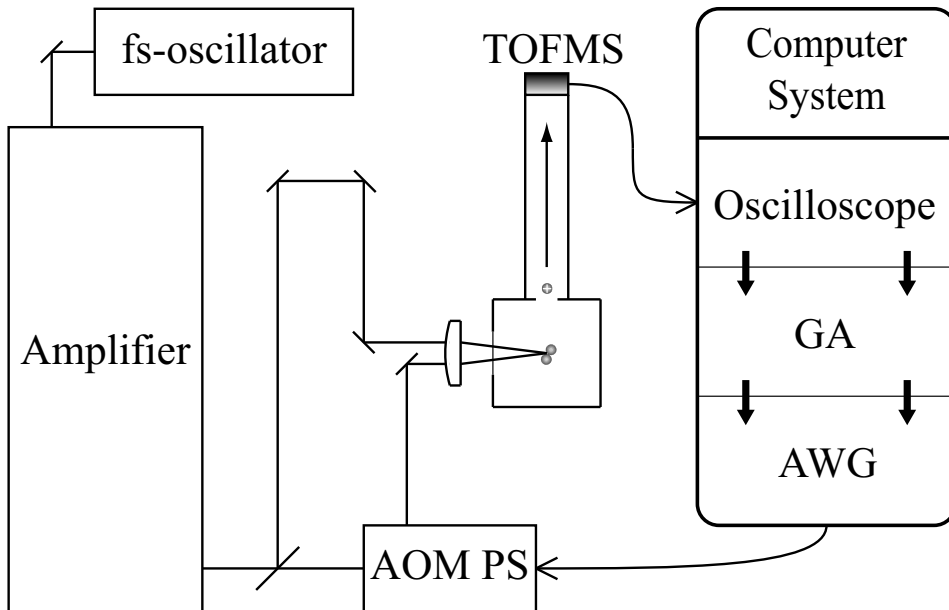 fs-oscillator
TOFMS
Computer
System
Oscilloscope
Amplifier
GA
AWG
AOM PS